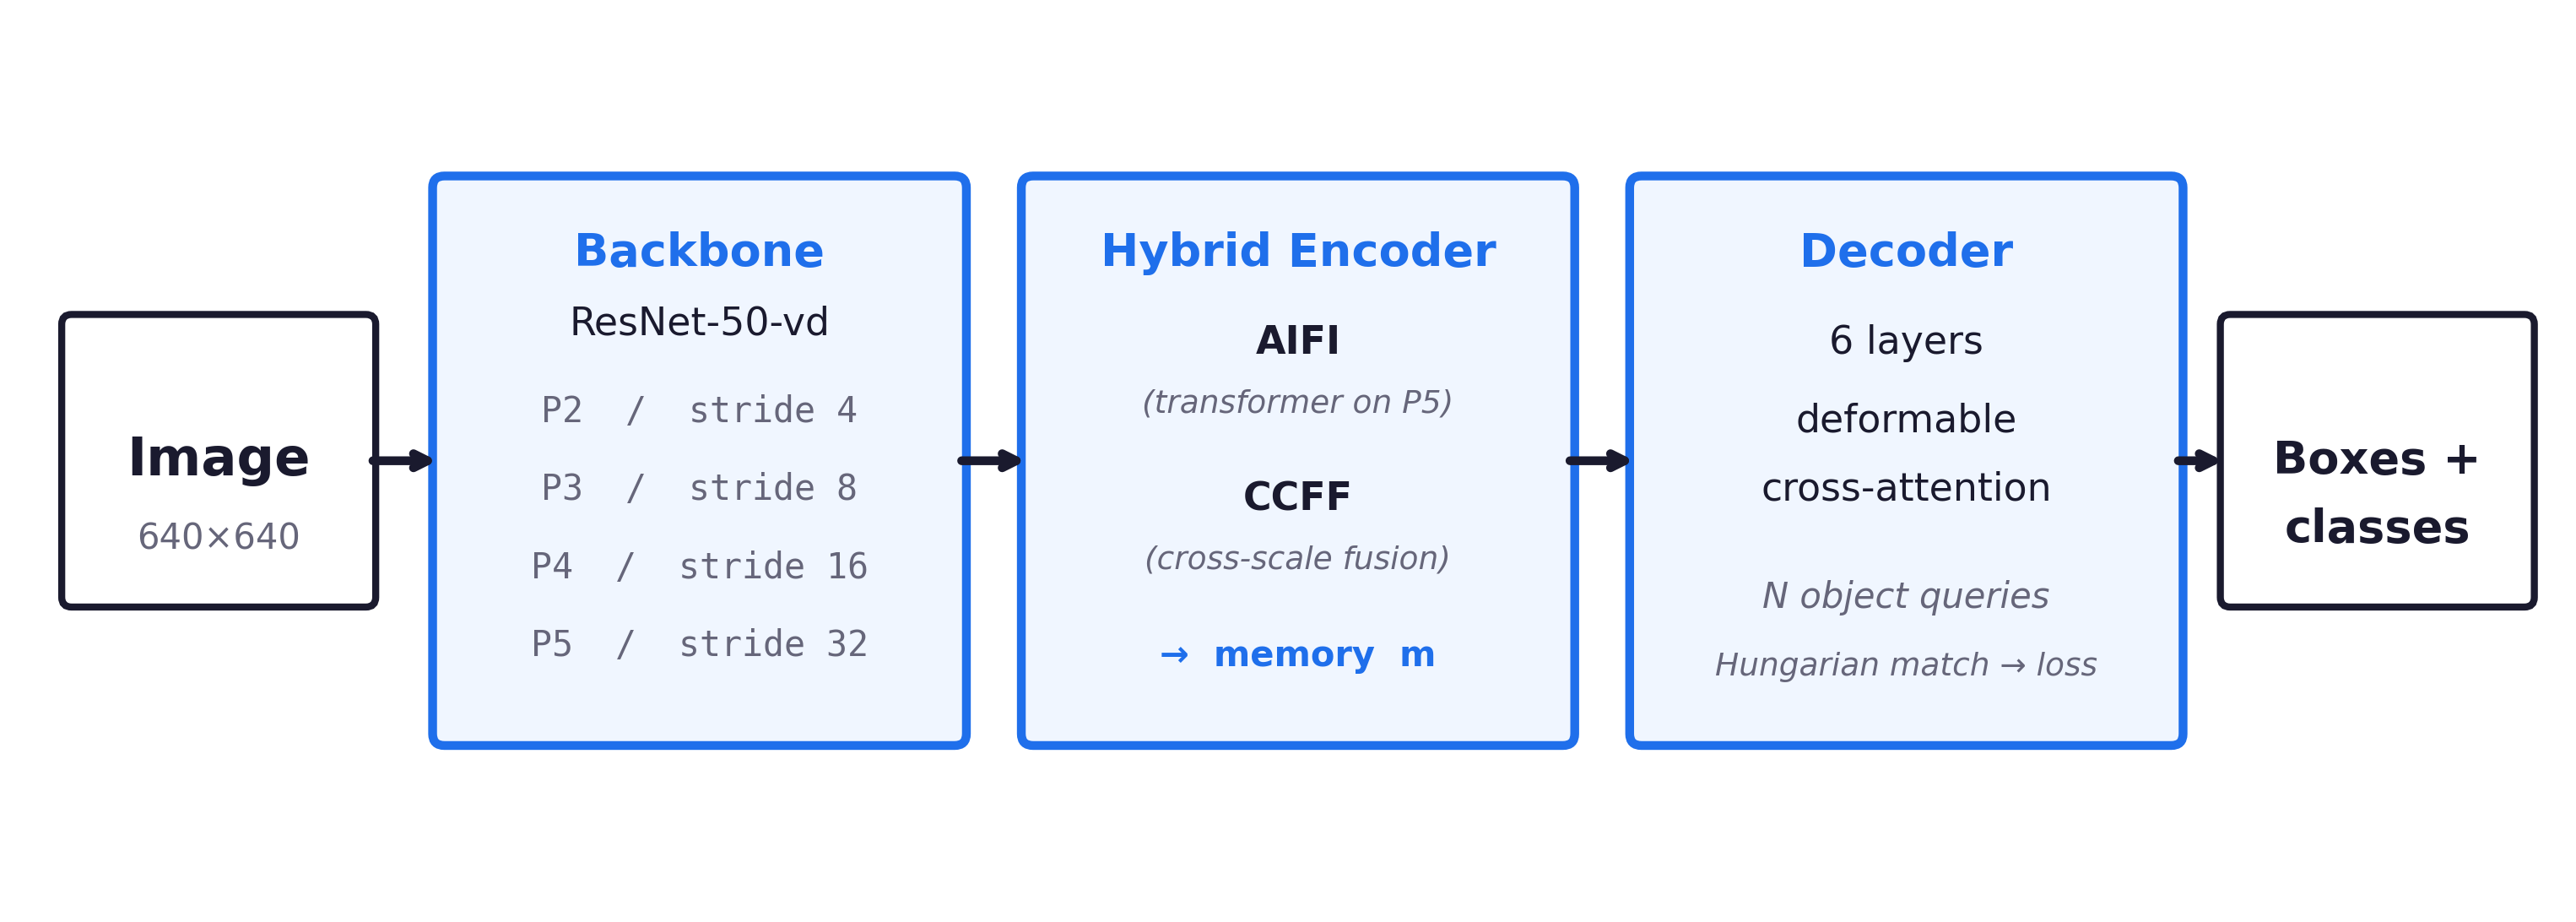 Image
640×640
Backbone
ResNet-50-vd
P2 / stride 4
P3 / stride 8
P4 / stride 16
P5 / stride 32
Hybrid Encoder
AIFI
(transformer on P5)
CCFF
(cross-scale fusion)
→ memory m
Decoder
6 layers
deformable
cross-attention
N object queries
Hungarian match → loss
Boxes +
classes